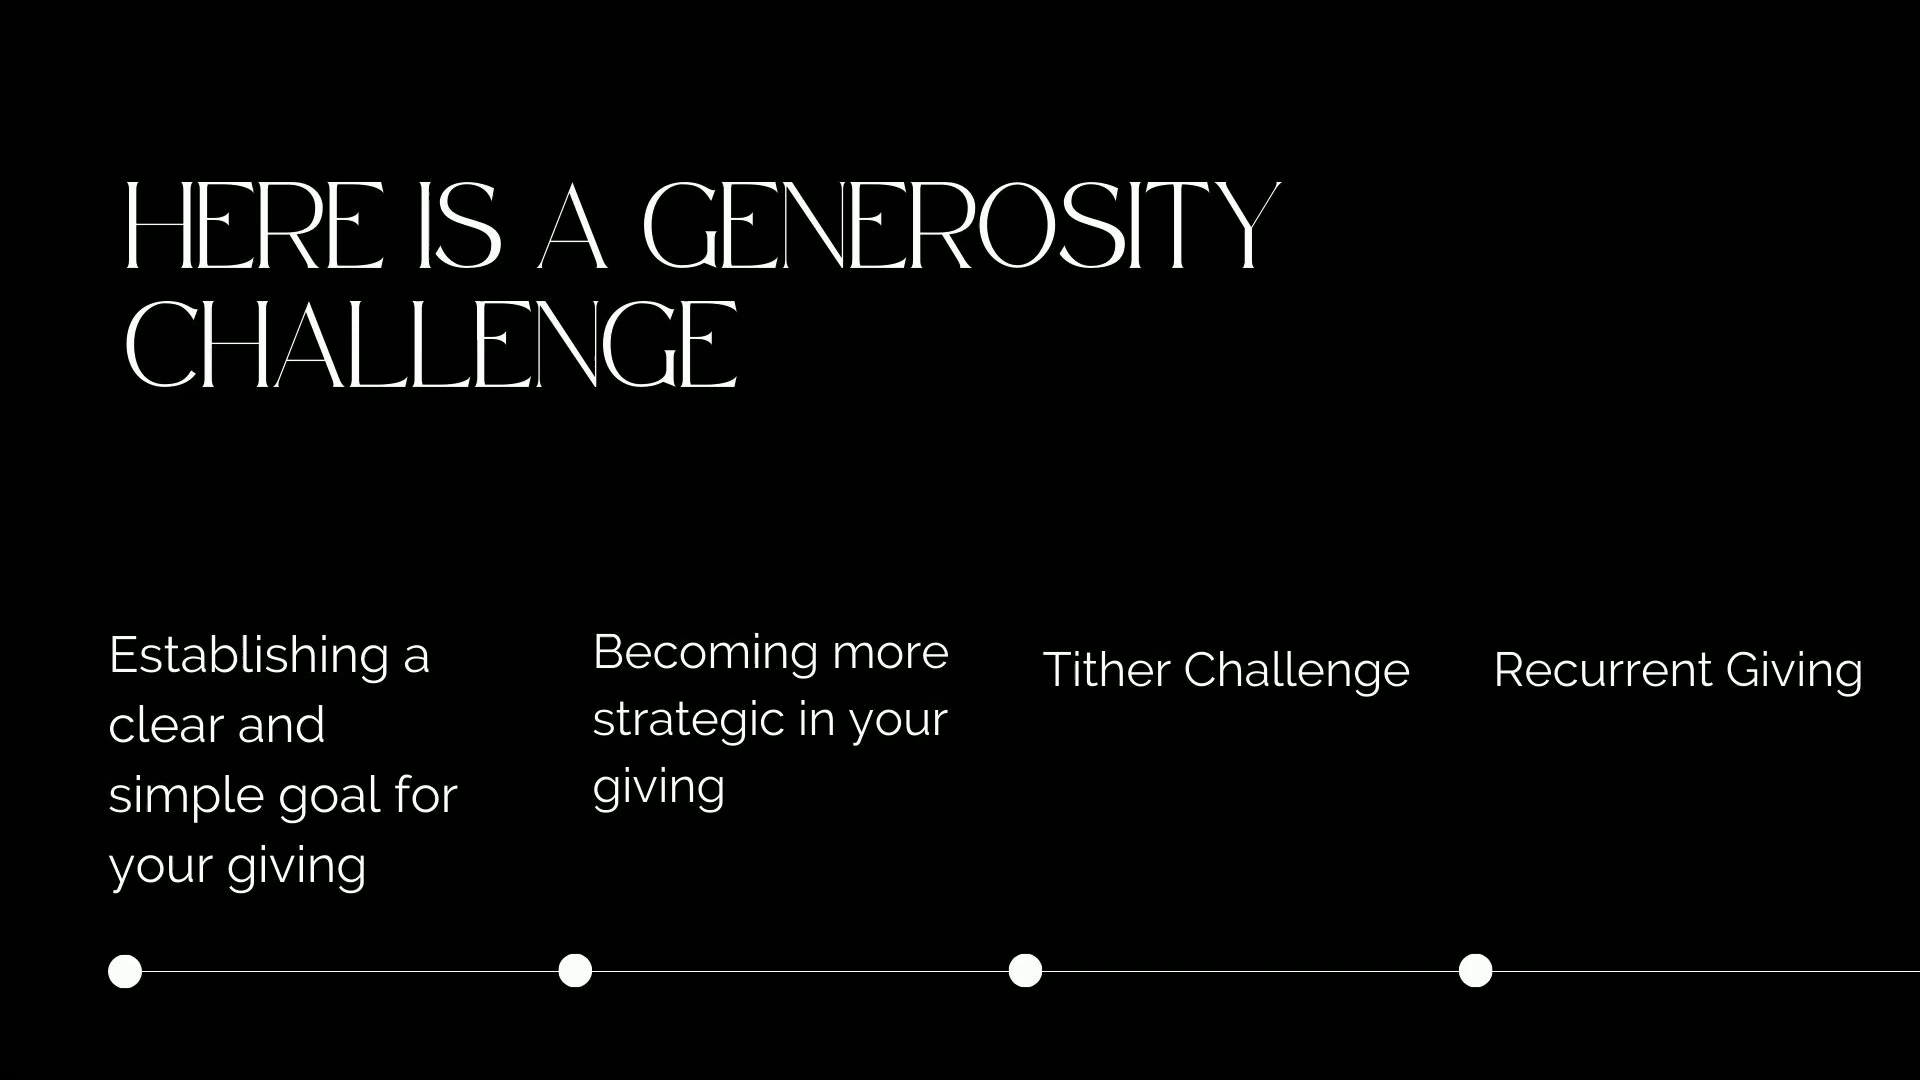 HERE IS A GENEROSITY
CHALLENGE
Establishing a
clear and
simple goal for
your giving
Becoming more
strategic in your
giving
Tither Challenge
Recurrent Giving